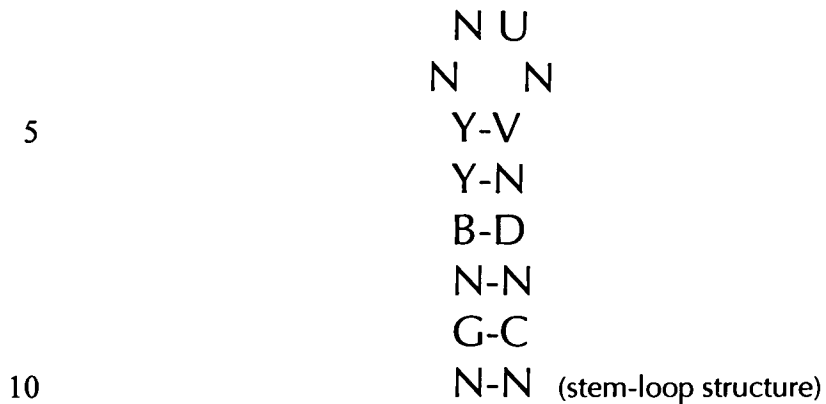 N U
N N
5 Y-V
Y-N
B-D
N-N
G-C
10 N-N (stem-loop structure)